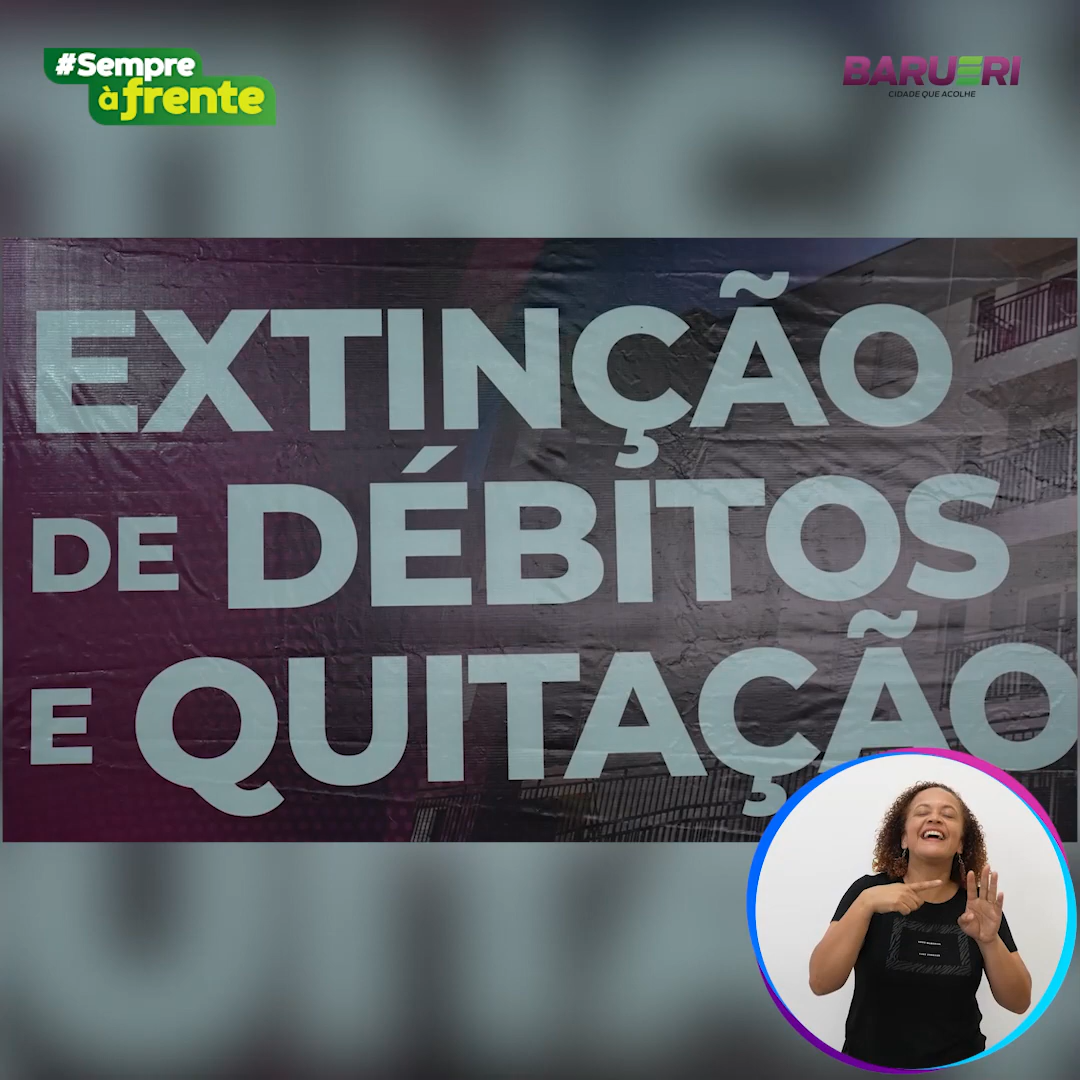 #Sempre
à frente
BARUERI
CIDADE QUE ACOLHE
EXTINÇÃO
DE DÉBITOS
E QUITAÇÃO